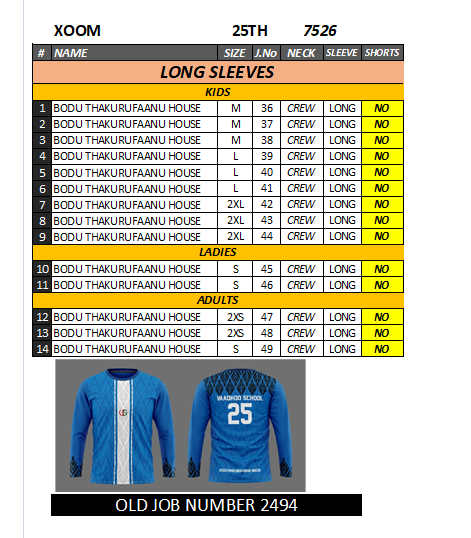 XOOM 25TH 7526
# NAME SIZE J.No NECK SLEEVE SHORTS
LONG SLEEVES
KIDS
1 BODU THAKURUFAANU HOUSE M 36 CREW LONG NO
2 BODU THAKURUFAANU HOUSE M 37 CREW LONG NO
3 BODU THAKURUFAANU HOUSE M 38 CREW LONG NO
4 BODU THAKURUFAANU HOUSE L 39 CREW LONG NO
5 BODU THAKURUFAANU HOUSE L 40 CREW LONG NO
6 BODU THAKURUFAANU HOUSE L 41 CREW LONG NO
7 BODU THAKURUFAANU HOUSE 2XL 42 CREW LONG NO
8 BODU THAKURUFAANU HOUSE 2XL 43 CREW LONG NO
9 BODU THAKURUFAANU HOUSE 2XL 44 CREW LONG NO
LADIES
10 BODU THAKURUFAANU HOUSE S 45 CREW LONG NO
11 BODU THAKURUFAANU HOUSE S 46 CREW LONG NO
ADULTS
12 BODU THAKURUFAANU HOUSE 2XS 47 CREW LONG NO
13 BODU THAKURUFAANU HOUSE 2XS 48 CREW LONG NO
14 BODU THAKURUFAANU HOUSE S 49 CREW LONG NO
VAADHOO SCHOOL
25
OLD JOB NUMBER 2494